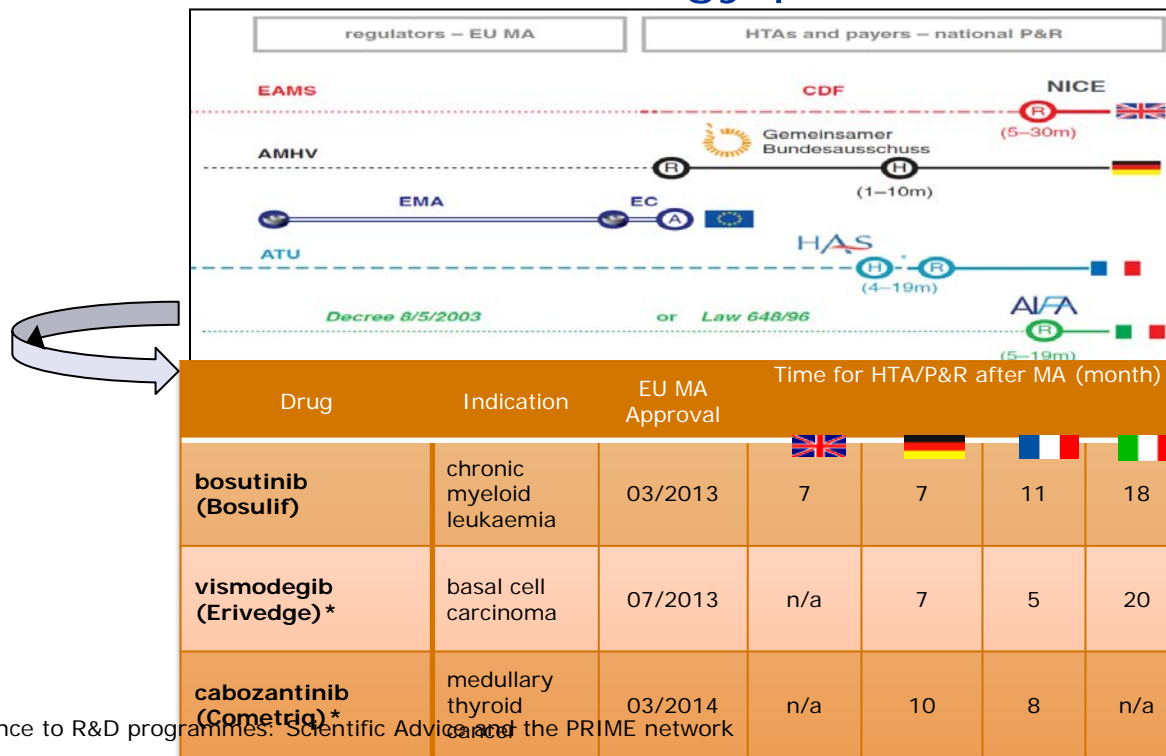 regulators – EU MA
HTAs and payers – national P&R
EAMS
CDF
NICE
R
(5–30m)
AMHV
Gemeinsamer
Bundesausschuss
R
H
(1–10m)
EMA
EC
A
ATU
HAS
H
R
(4–19m)
Decree 8/5/2003
or Law 648/96
AIFA
R
(5–19m)
Drug
Indication
EU MA
Approval
Time for HTA/P&R after MA (month)
bosutinib
(Bosulif)
chronic
myeloid
leukaemia
03/2013
7
7
11
18
vismodegib
(Erivedge)*
basal cell
carcinoma
07/2013
n/a
7
5
20
cabozantinib
(Cometriq)*
medullary
thyroid
cancer
03/2014
n/a
10
8
n/a
nce to R&D programmes: Scientific Advice and the PRIME network